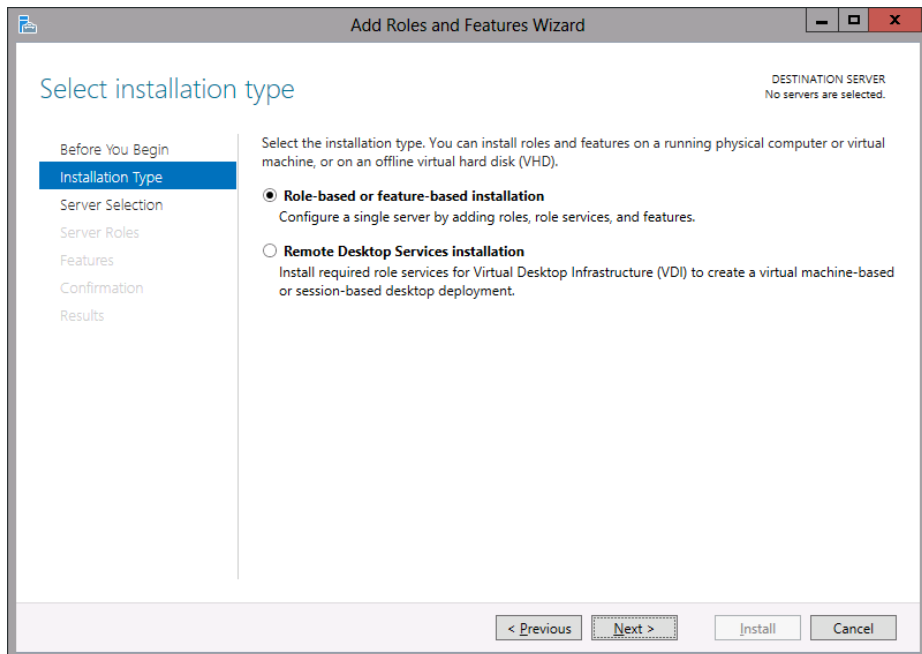 Add Roles and Features Wizard
Select installation type
DESTINATION SERVER
No servers are selected.
Before You Begin
Installation Type
Server Selection
Server Roles
Features
Confirmation
Results
Select the installation type. You can install roles and features on a running physical computer or virtual
machine, or on an offline virtual hard disk (VHD).
Role-based or feature-based installation
Configure a single server by adding roles, role services, and features.
Remote Desktop Services installation
Install required role services for Virtual Desktop Infrastructure (VDI) to create a virtual machine-based
or session-based desktop deployment.
< Previous
Next >
Install
Cancel